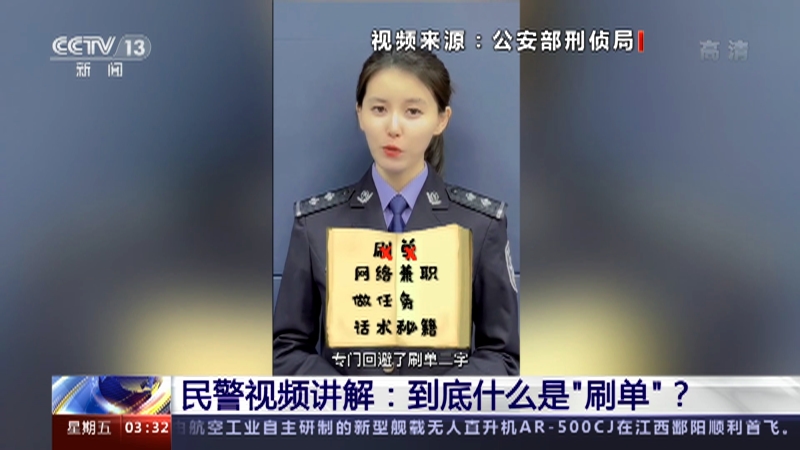 CCTV 13
新闻
视频来源：公安部刑侦局
高清
刷单
网络兼职
做任务
话术秘籍
专门回避了刷单二字
民警视频讲解：到底什么是"刷单"？
星期五 03:32
由航空工业自主研制的新型舰载无人直升机AR-500CJ在江西鄱阳顺利首飞。